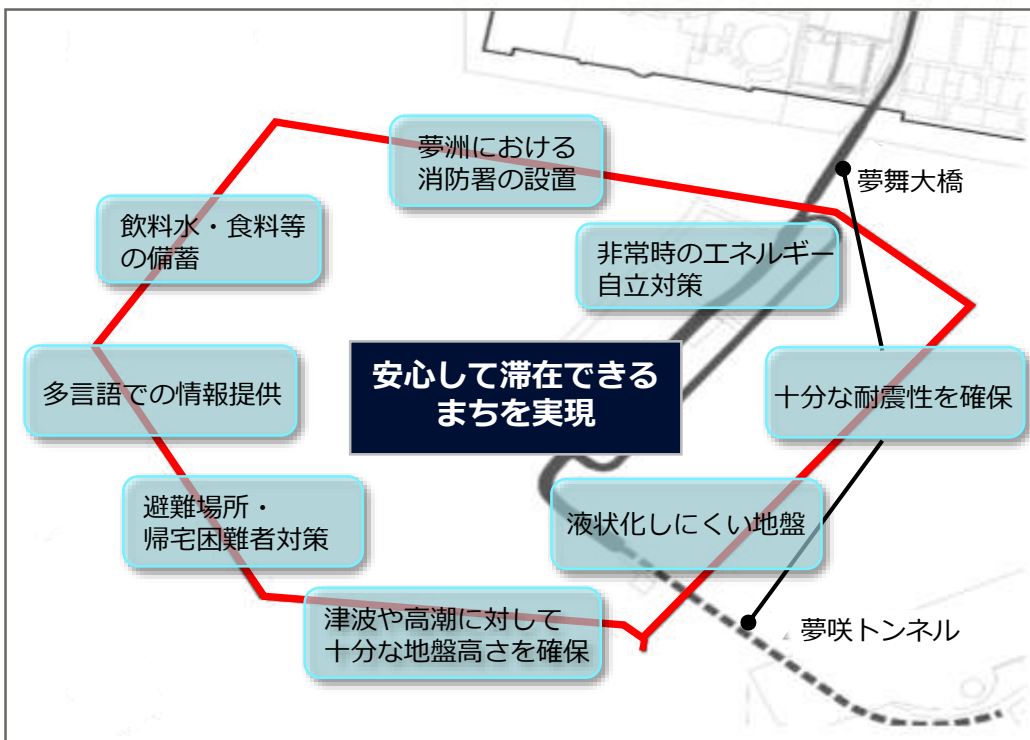 夢洲における
消防署の設置
夢舞大橋
飲料水・食料等
の備蓄
非常時のエネルギー
自立対策
安心して滞在できる
まちを実現
多言語での情報提供
十分な耐震性を確保
避難場所・
帰宅困難者対策
液状化しにくい地盤
津波や高潮に対して
十分な地盤高さを確保
夢咲トンネル